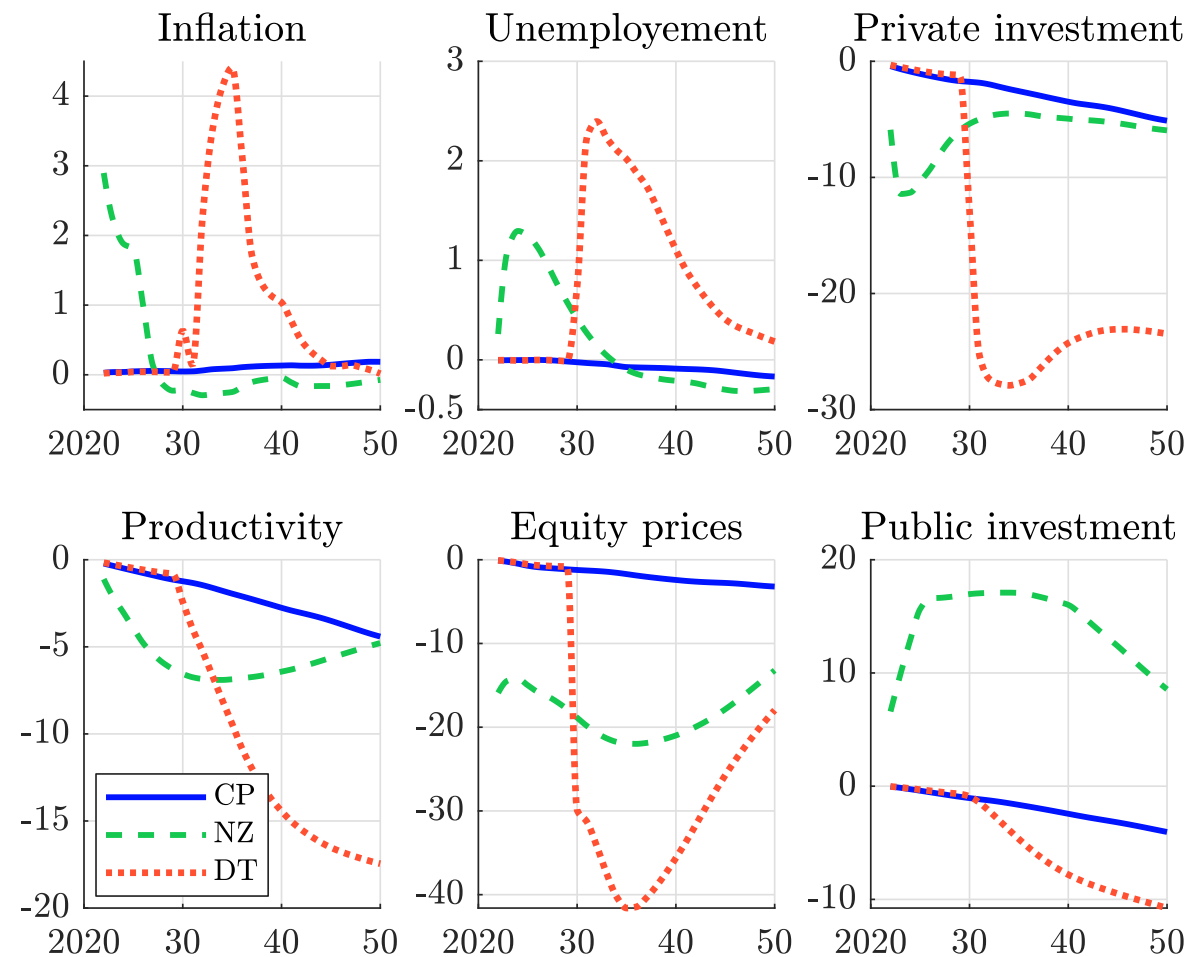 Inflation Unemployement Private investment
4 3 0
3
2 -10
2
1 -20
1
0 0
-0.5 -30
2020 30 40 50 2020 30 40 50 2020 30 40 50
Productivity Equity prices Public investment
0 0 20
-5 -10 10
-10 -20
0
-15 -30
-20 -40 -10
CP
NZ
DT
2020 30 40 50 2020 30 40 50 2020 30 40 50